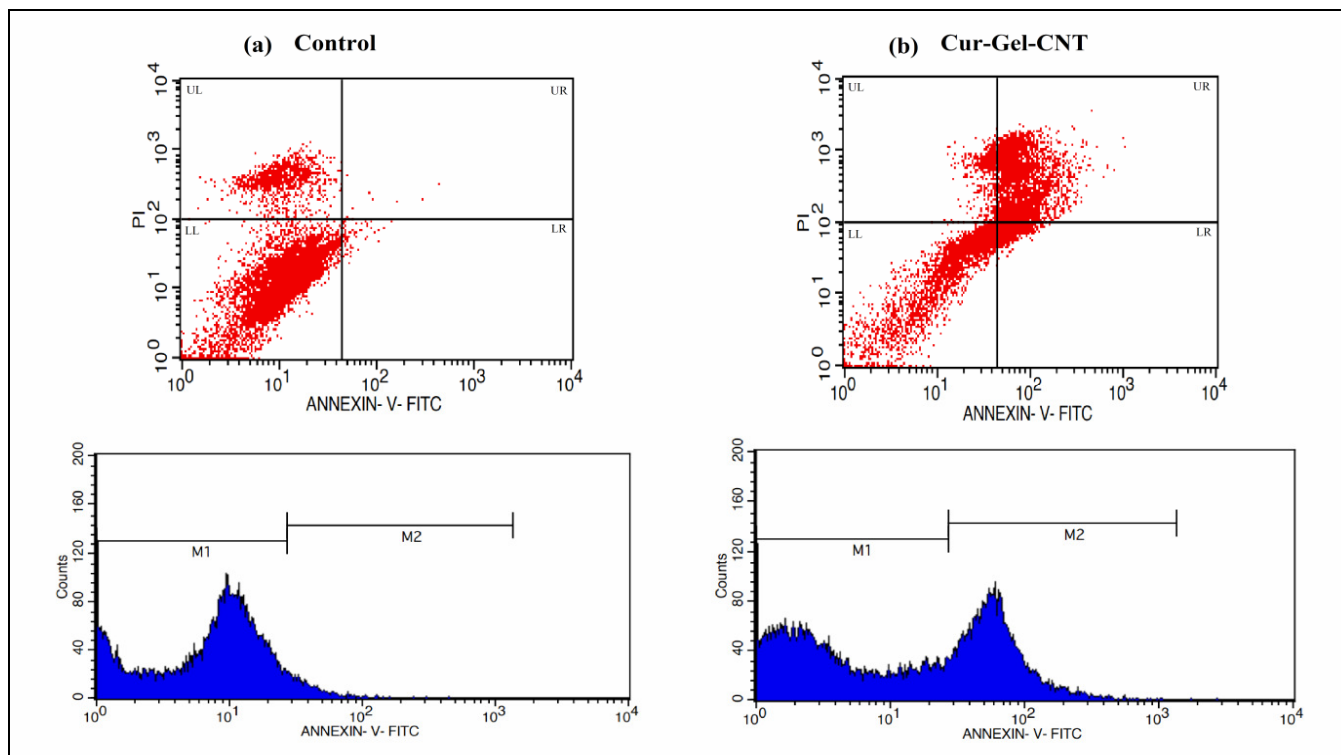 (a) Control
10⁴
10³
10²
10¹
10⁰
PI
UL
UR
LL
LR
10⁰ 10¹ 10² 10³ 10⁴
ANNEXIN- V- FITC
(b) Cur-Gel-CNT
10⁴
10³
10²
10¹
10⁰
PI
UL
UR
LL
LR
10⁰ 10¹ 10² 10³ 10⁴
ANNEXIN- V- FITC
200
160
120
80
40
0
Counts
M1
M2
10⁰ 10¹ 10² 10³ 10⁴
ANNEXIN- V- FITC
200
160
120
80
40
0
Counts
M1
M2
10⁰ 10¹ 10² 10³ 10⁴
ANNEXIN- V- FITC